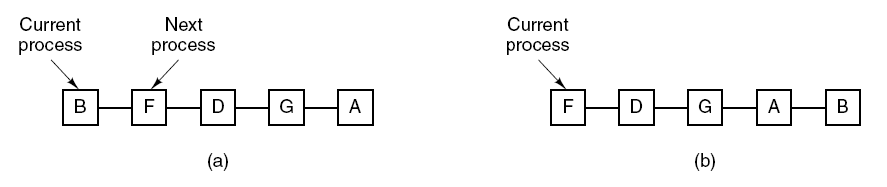 Current
process
Next
process
B F D G A
(a)
Current
process
F D G A B
(b)